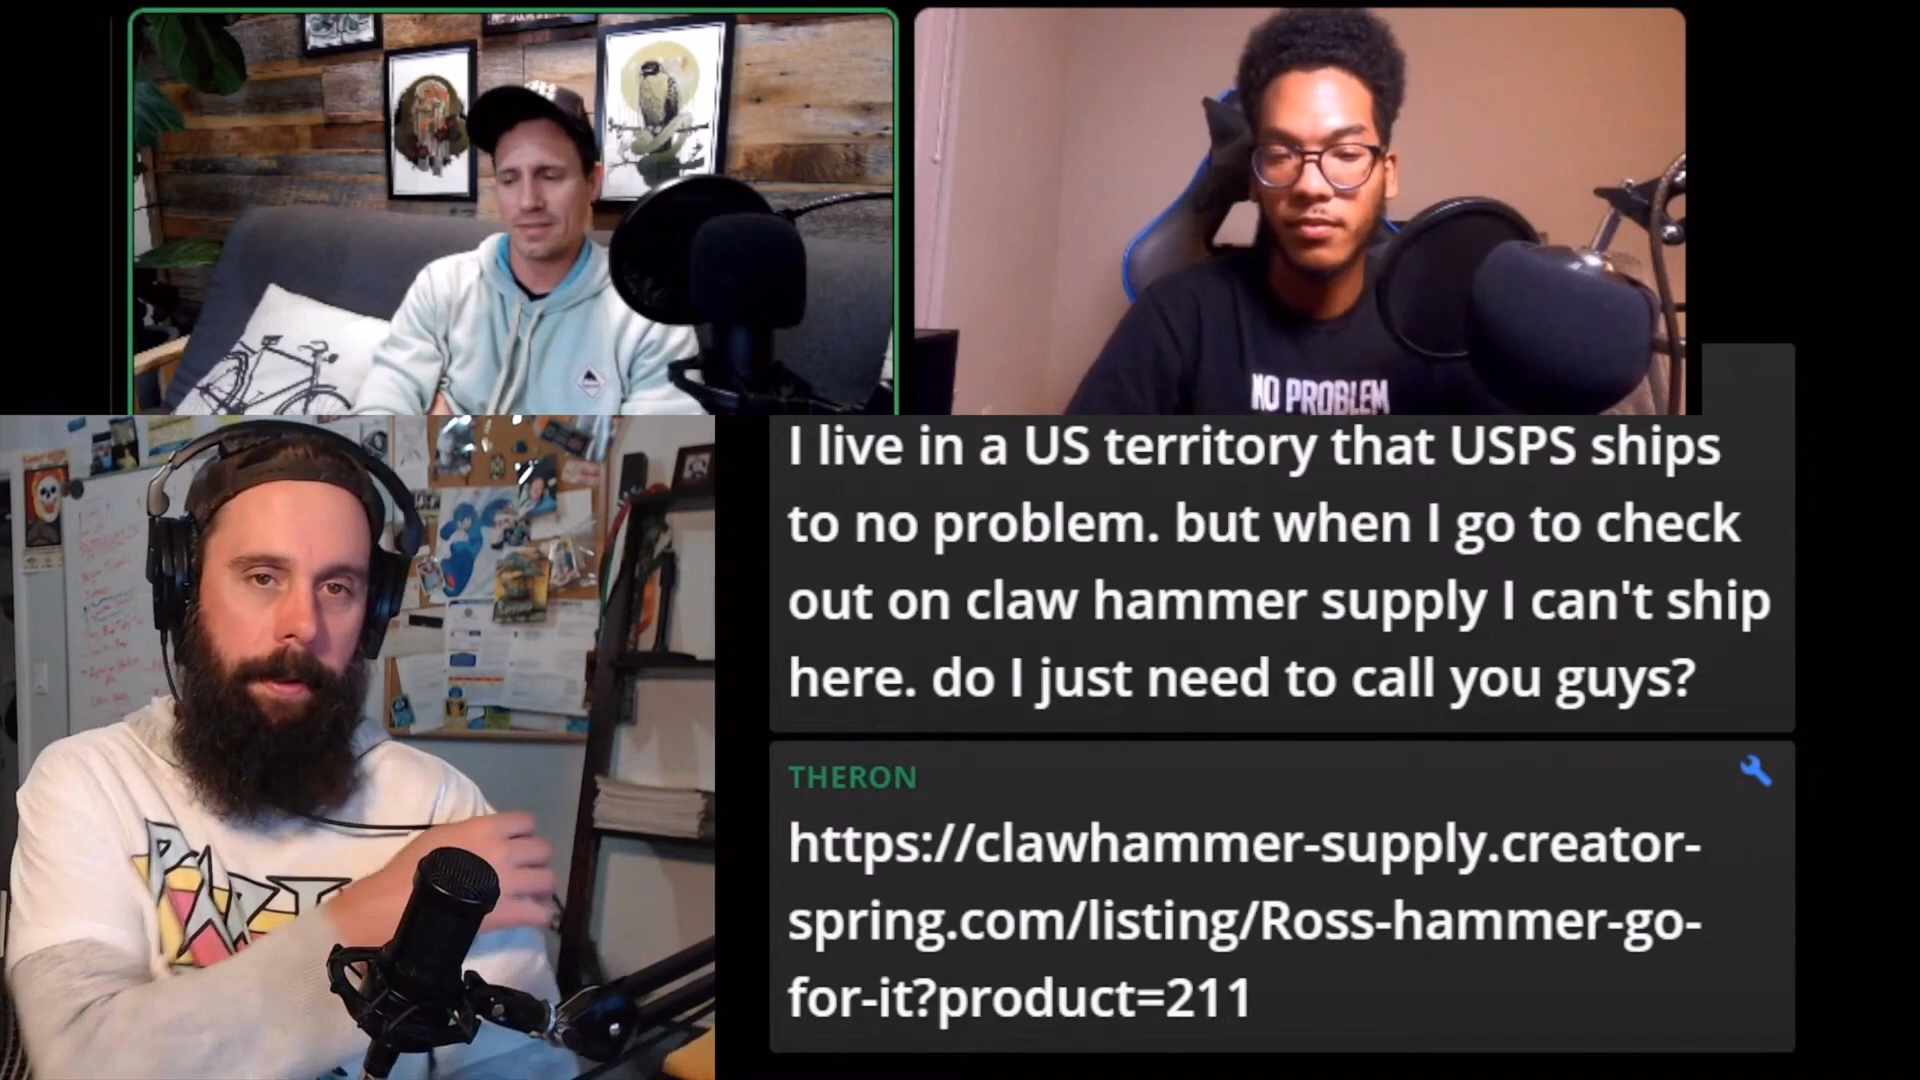 NO PROBLEM
I live in a US territory that USPS ships
to no problem. but when I go to check
out on claw hammer supply I can't ship
here. do I just need to call you guys?
THERON
https://clawhammer-supply.creator-
spring.com/listing/Ross-hammer-go-
for-it?product=211